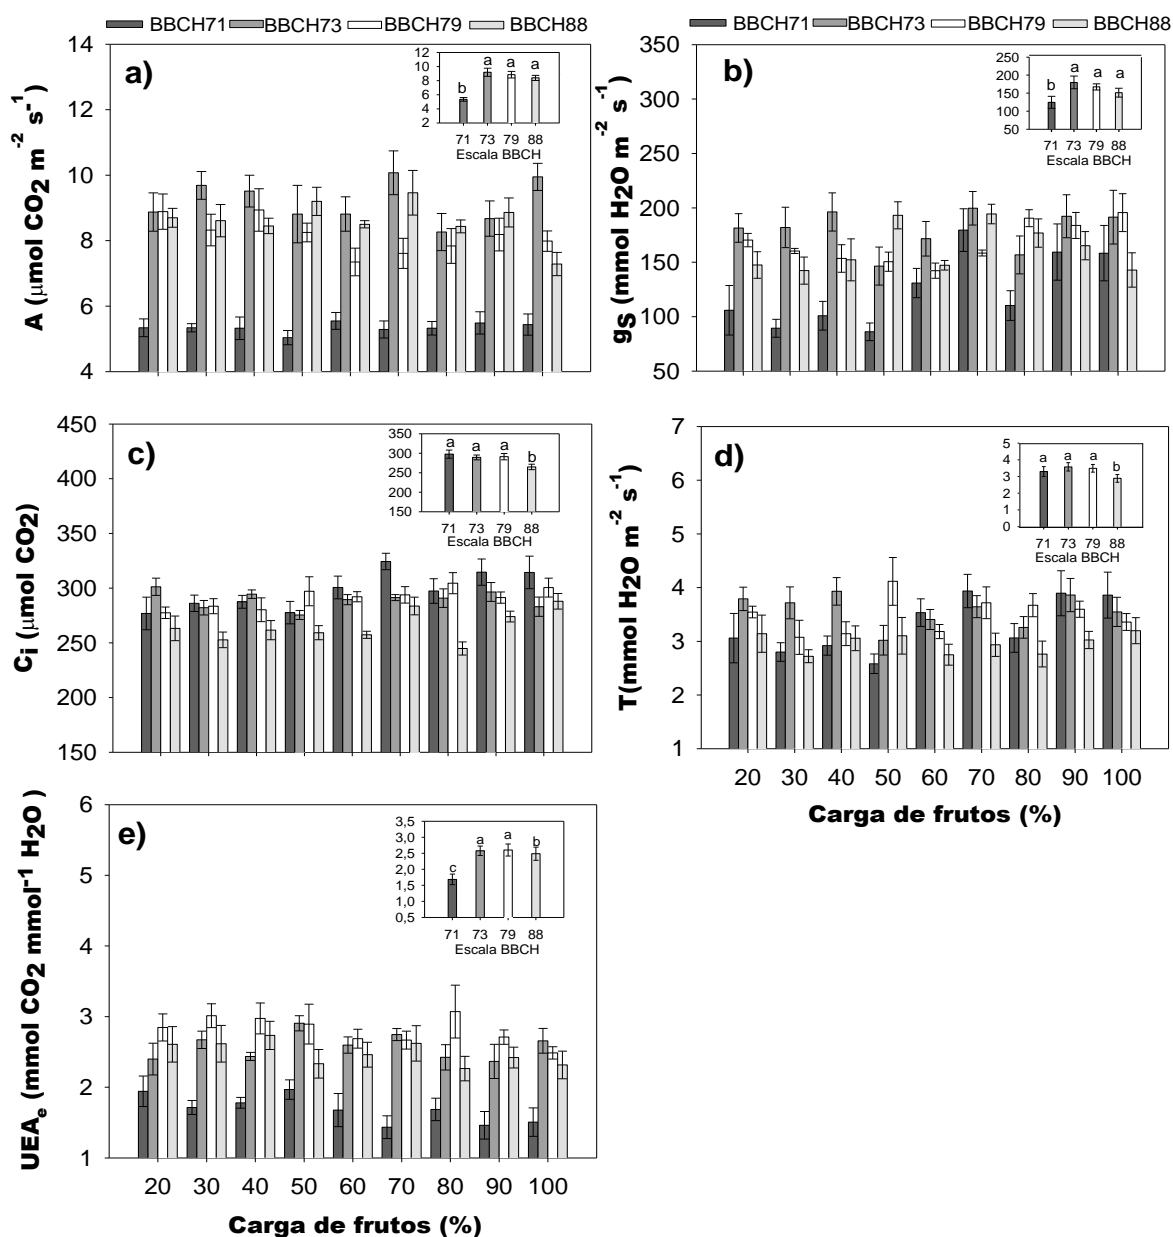 BBCH71 BBCH73 BBCH79 BBCH88
BBCH71 BBCH73 BBCH79 BBCH88
a)
A (μmol CO2 m-2 s-1)
14
12
10
8
6
4
12
10
8
6
4
2
b a a a
71 73 79 88
Escala BBCH
b)
gs (mmol H2O m-2 s-1)
350
300
250
200
150
100
50
200
150
100
50
b a a a
71 73 79 88
Escala BBCH
c)
Ci (μmol CO2)
450
400
350
300
250
200
150
350
300
250
200
150
a a a b
71 73 79 88
Escala BBCH
d)
T(mmol H2O m-2 s-1)
7
6
5
4
3
2
1
5
4
3
2
1
0
a a a b
71 73 79 88
Escala BBCH
20 30 40 50 60 70 80 90 100
Carga de frutos (%)
e)
UEAe (mmol CO2 mmol-1 H2O)
6
5
4
3
2
1
3,5
3,0
2,5
2,0
1,5
1,0
0,5
c a a b
71 73 79 88
Escala BBCH
20 30 40 50 60 70 80 90 100
Carga de frutos (%)